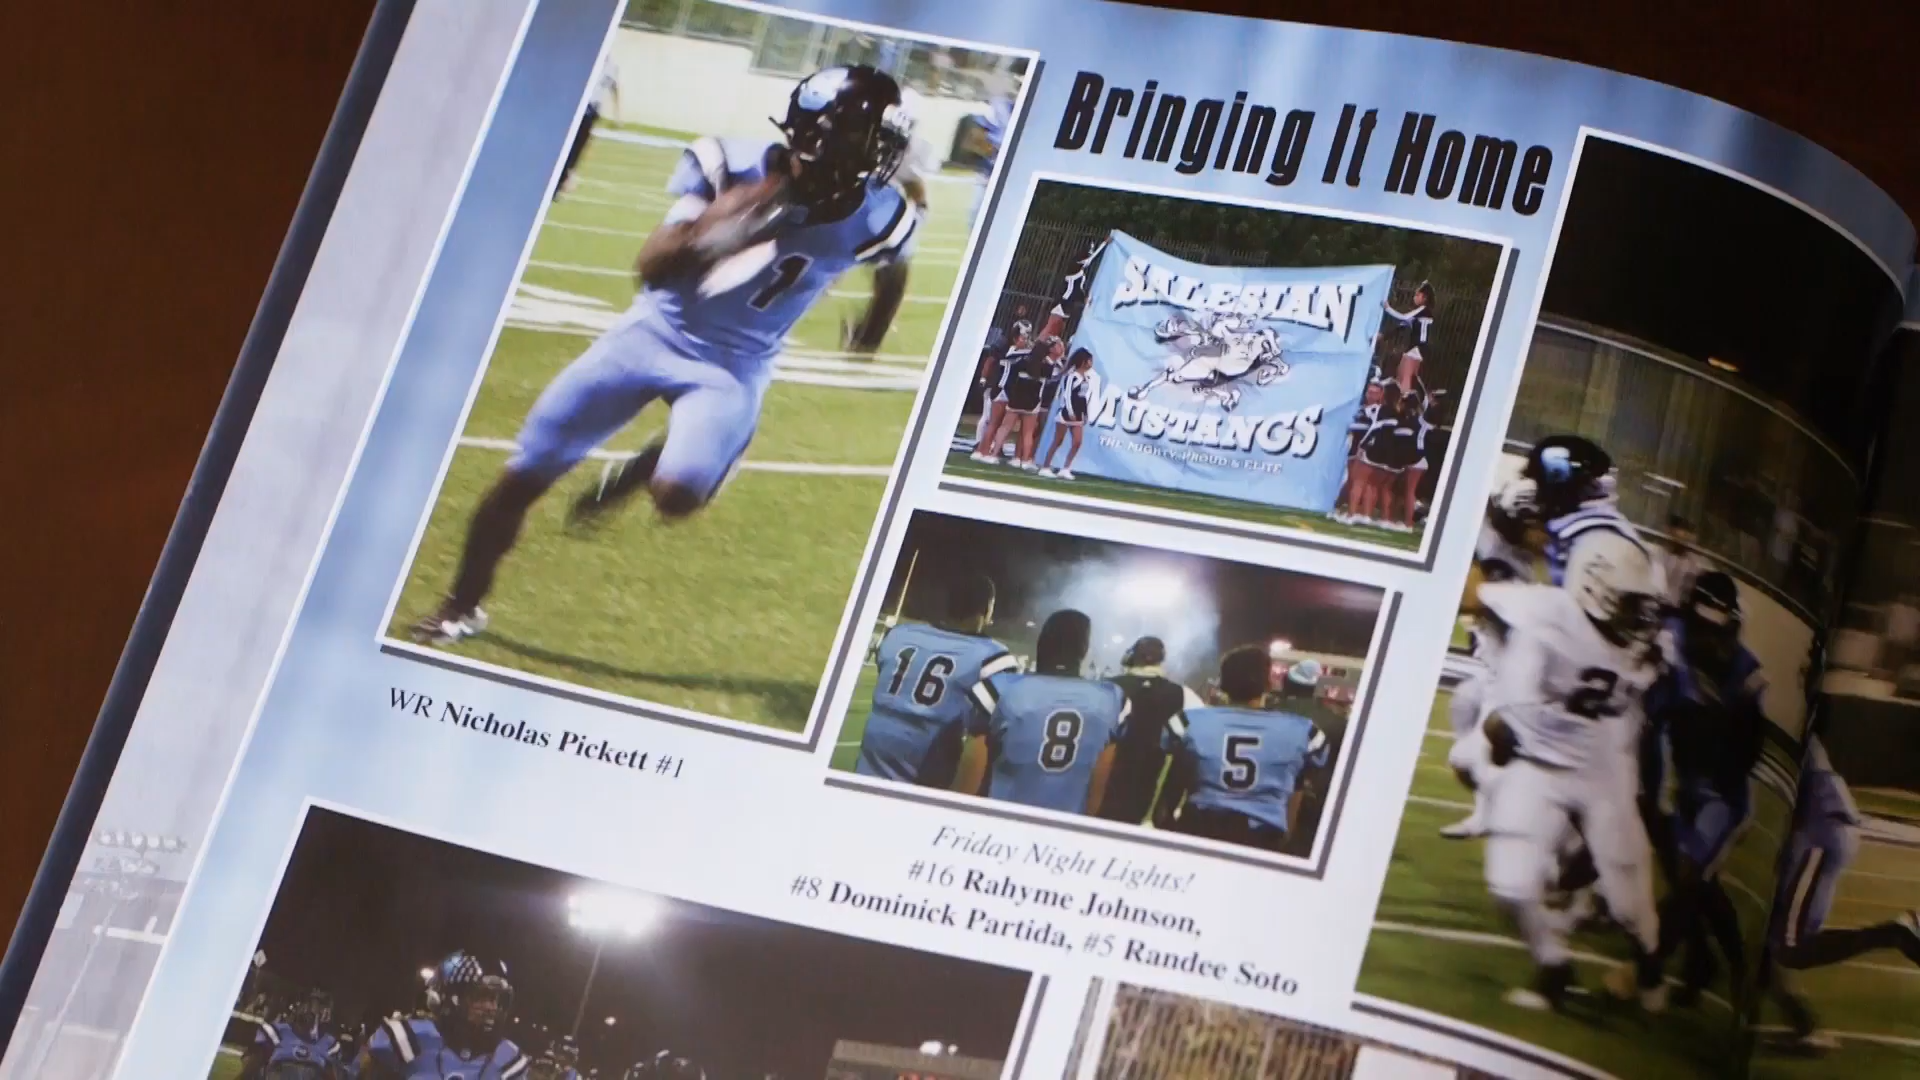 Bringing It Home
1
SALESIAN
MUSTANGS
THE MIGHTY, PROUD & ELITE
16
8
5
2
WR Nicholas Pickett #1
Friday Night Lights!
#16 Rahyme Johnson,
#8 Dominick Partida, #5 Randee Soto